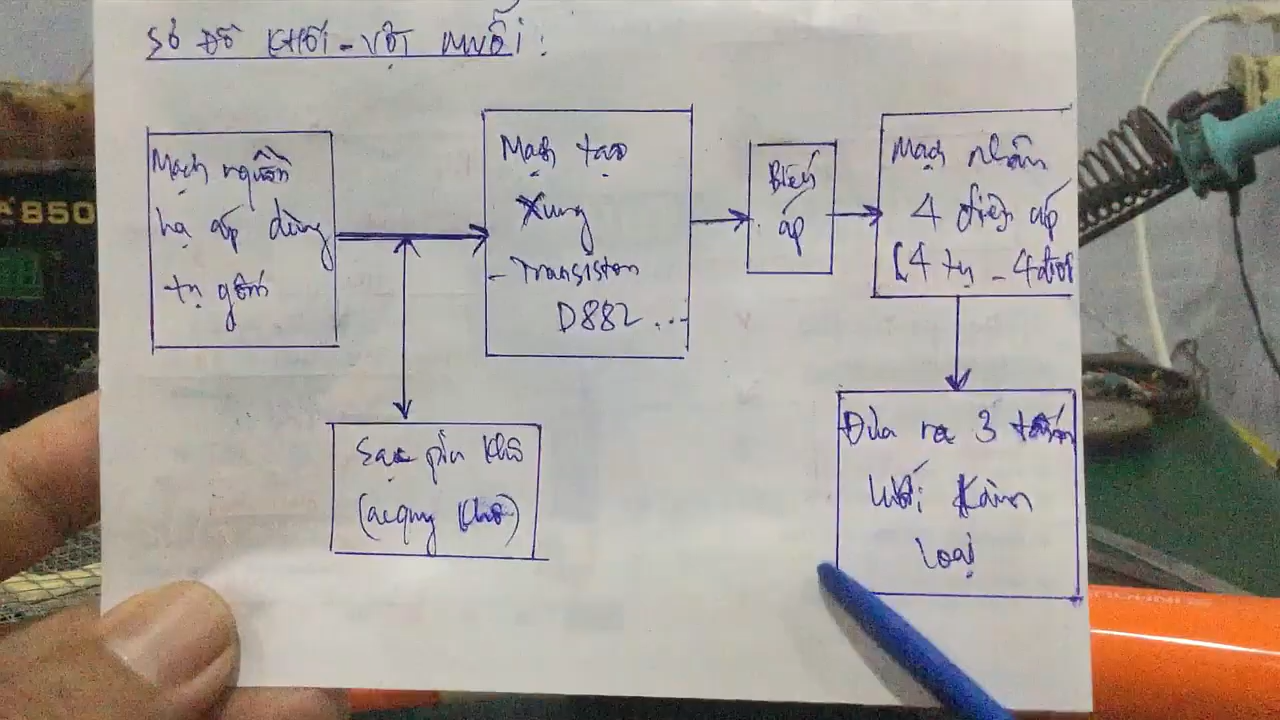 SƠ ĐỒ KHỐI - VỢT MUỖI :
Mạch nguồn
hạ áp dùng
tụ gốm
Mạch tạo
Xung
- Transistor
D882 ...
Biến
áp
Mạch nhân
4 điện áp
(4 tụ - 4 điốt
Sạc pin khô
(acquy khô)
Đưa ra 3 tấm
lưới kim
loại
850